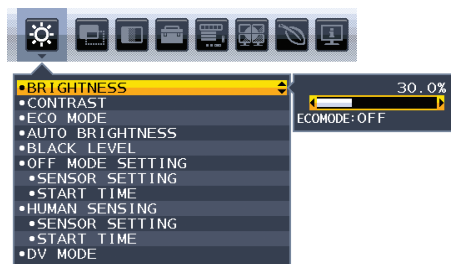 •BRIGHTNESS
•CONTRAST
•ECO MODE
•AUTO BRIGHTNESS
•BLACK LEVEL
•OFF MODE SETTING
•SENSOR SETTING
•START TIME
•HUMAN SENSING
•SENSOR SETTING
•START TIME
•DV MODE
30.0%
ECOMODE:OFF